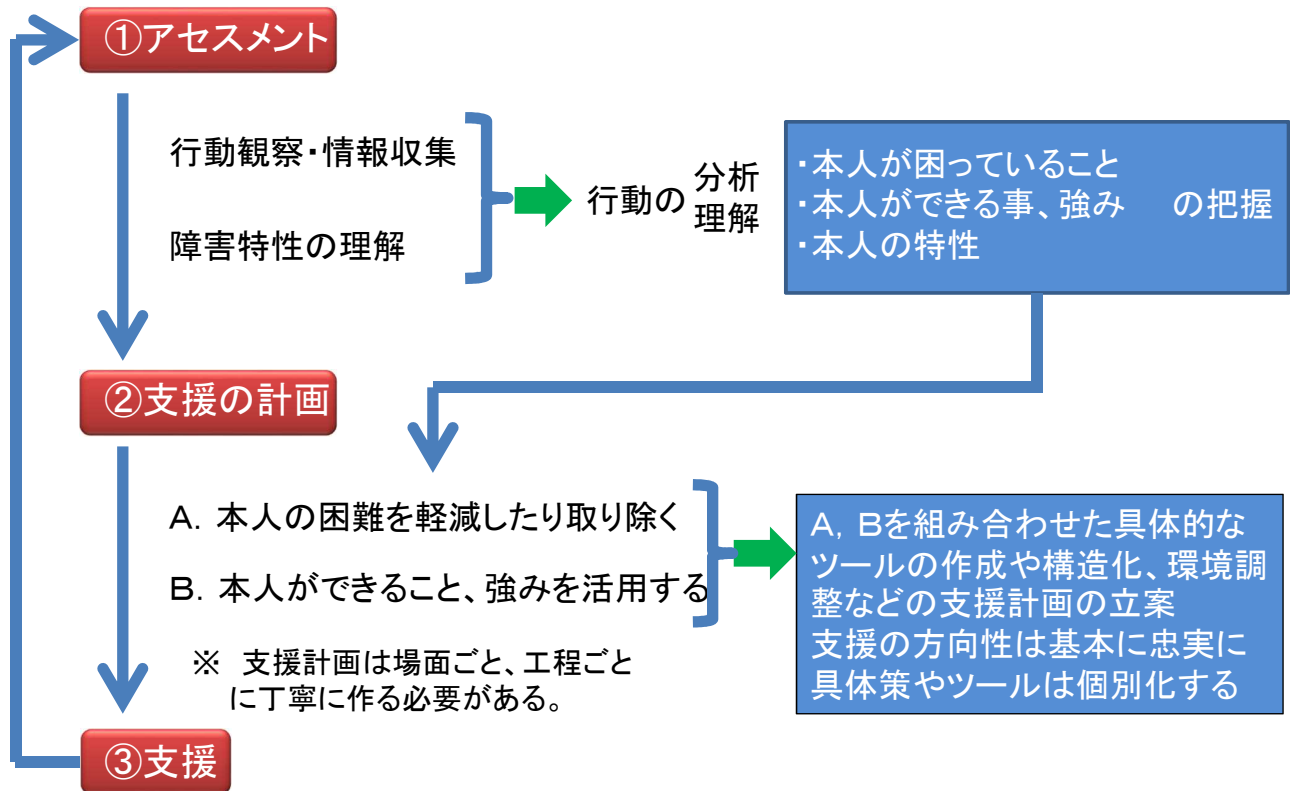 ①アセスメント
行動観察・情報収集
障害特性の理解
行動の
分析
理解
・本人が困っていること
・本人ができる事、強み　の把握
・本人の特性
②支援の計画
A. 本人の困難を軽減したり取り除く
B. 本人ができること、強みを活用する
※　支援計画は場面ごと、工程ごと
に丁寧に作る必要がある。
A, Bを組み合わせた具体的な
ツールの作成や構造化、環境調
整などの支援計画の立案
支援の方向性は基本に忠実に
具体策やツールは個別化する
③支援